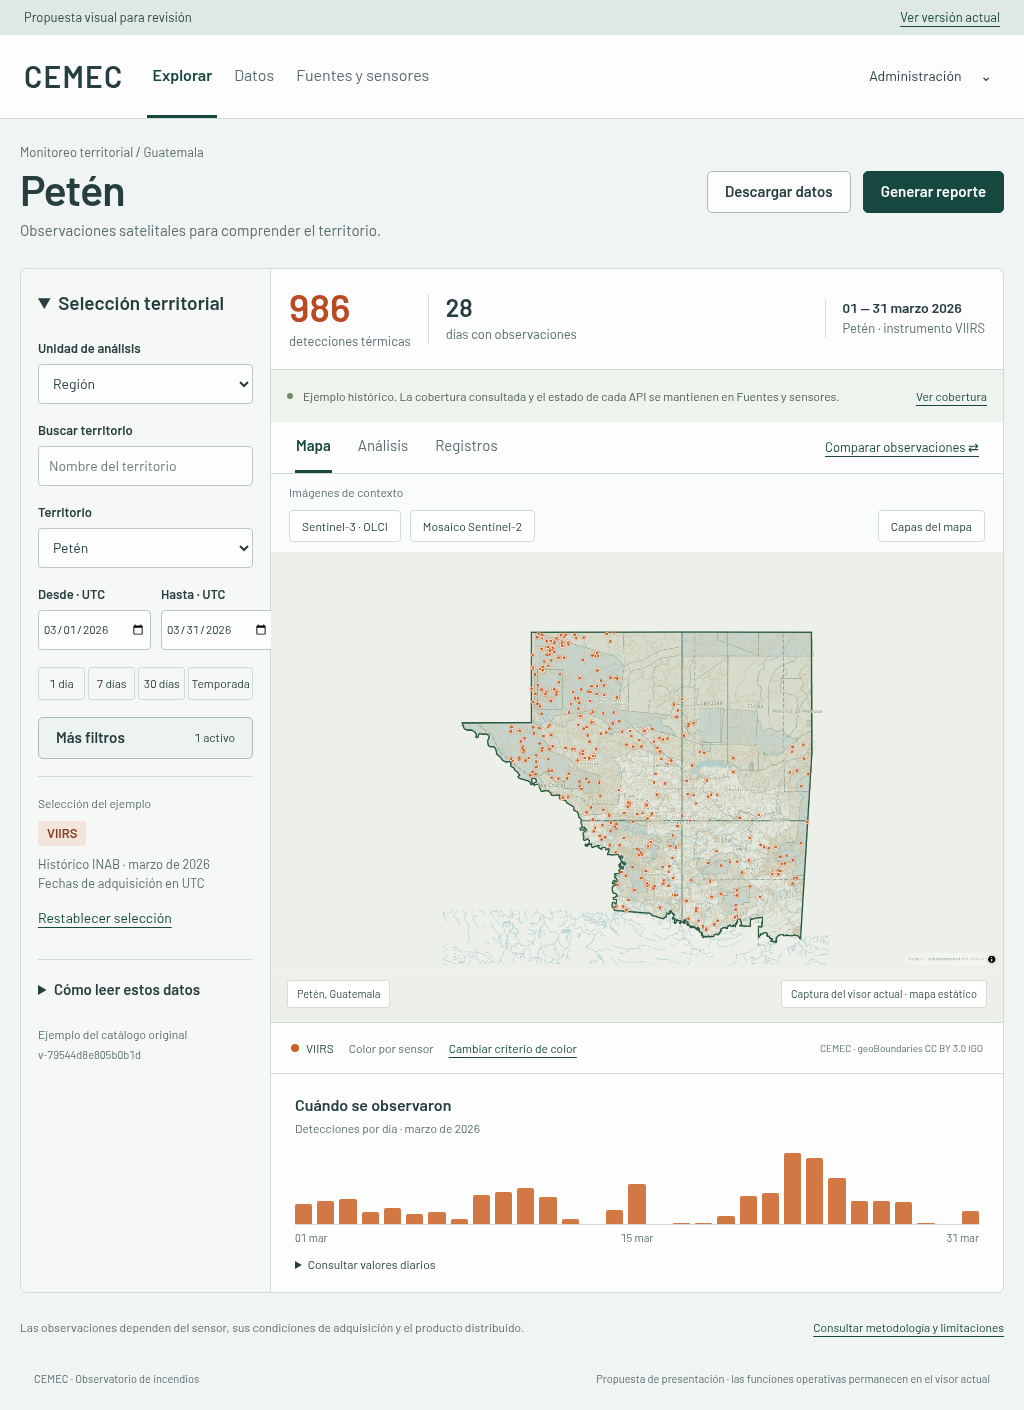 Propuesta visual para revisión
Ver versión actual
CEMEC
Explorar
Datos
Fuentes y sensores
Administración
Monitoreo territorial / Guatemala
Petén
Observaciones satelitales para comprender el territorio.
Descargar datos
Generar reporte
▼ Selección territorial
Unidad de análisis
Región
Buscar territorio
Nombre del territorio
Territorio
Petén
Desde · UTC
Hasta · UTC
03/01/2026
03/31/2026
1 día
7 días
30 días
Temporada
Más filtros
1 activo
Selección del ejemplo
VIIRS
Histórico INAB · marzo de 2026
Fechas de adquisición en UTC
Restablecer selección
▶ Cómo leer estos datos
Ejemplo del catálogo original
v-79544d8e805b0b1d
986
detecciones térmicas
28
días con observaciones
01 – 31 marzo 2026
Petén · instrumento VIIRS
Ejemplo histórico. La cobertura consultada y el estado de cada API se mantienen en Fuentes y sensores.
Ver cobertura
Mapa
Análisis
Registros
Comparar observaciones ⇄
Imágenes de contexto
Sentinel-3 · OLCI
Mosaico Sentinel-2
Capas del mapa
San José
Flores
Petén, Guatemala
Captura del visor actual · mapa estático
VIIRS
Color por sensor
Cambiar criterio de color
CEMEC · geoBoundaries CC BY 3.0 IGO
Cuándo se observaron
Detecciones por día · marzo de 2026
01 mar
15 mar
31 mar
▶ Consultar valores diarios
Las observaciones dependen del sensor, sus condiciones de adquisición y el producto distribuido.
Consultar metodología y limitaciones
CEMEC · Observatorio de incendios
Propuesta de presentación · las funciones operativas permanecen en el visor actual